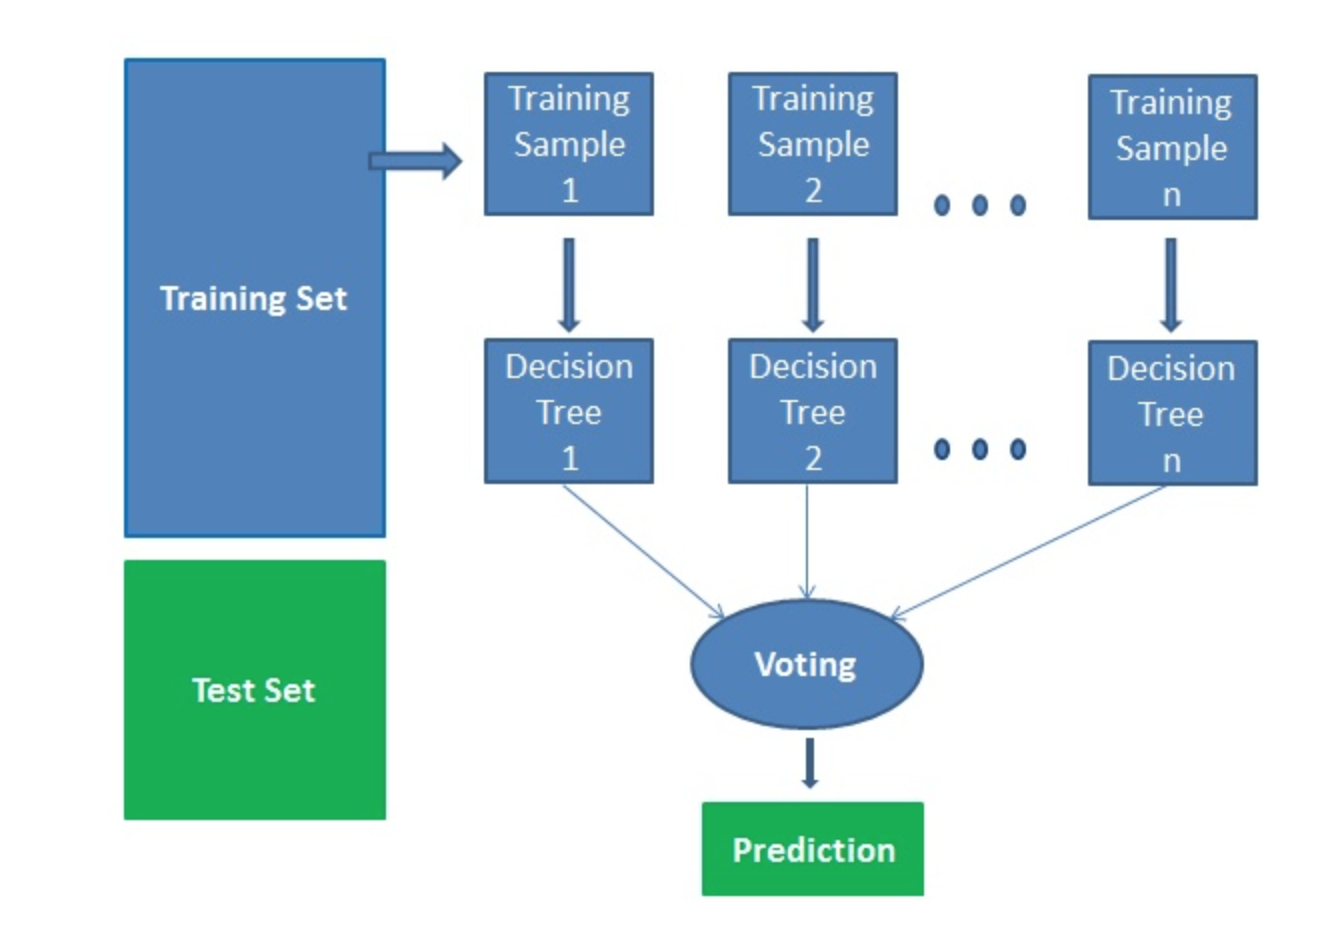 Training
Sample
1
Training
Sample
2
Training
Sample
n
Training Set
Decision
Tree
1
Decision
Tree
2
Decision
Tree
n
Voting
Test Set
Prediction